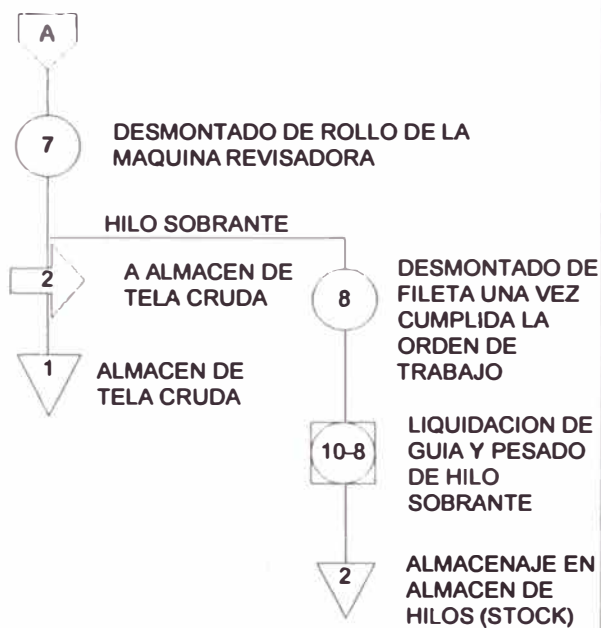 A
7
DESMONTADO DE ROLLO DE LA
MAQUINA REVISADORA
HILO SOBRANTE
2
A ALMACEN DE
TELA CRUDA
8
DESMONTADO DE
FILETA UNA VEZ
CUMPLIDA LA
ORDEN DE
TRABAJO
1
ALMACEN DE
TELA CRUDA
10-8
LIQUIDACION DE
GUIA Y PESADO
DE HILO
SOBRANTE
2
ALMACENAJE EN
ALMACEN DE
HILOS (STOCK)